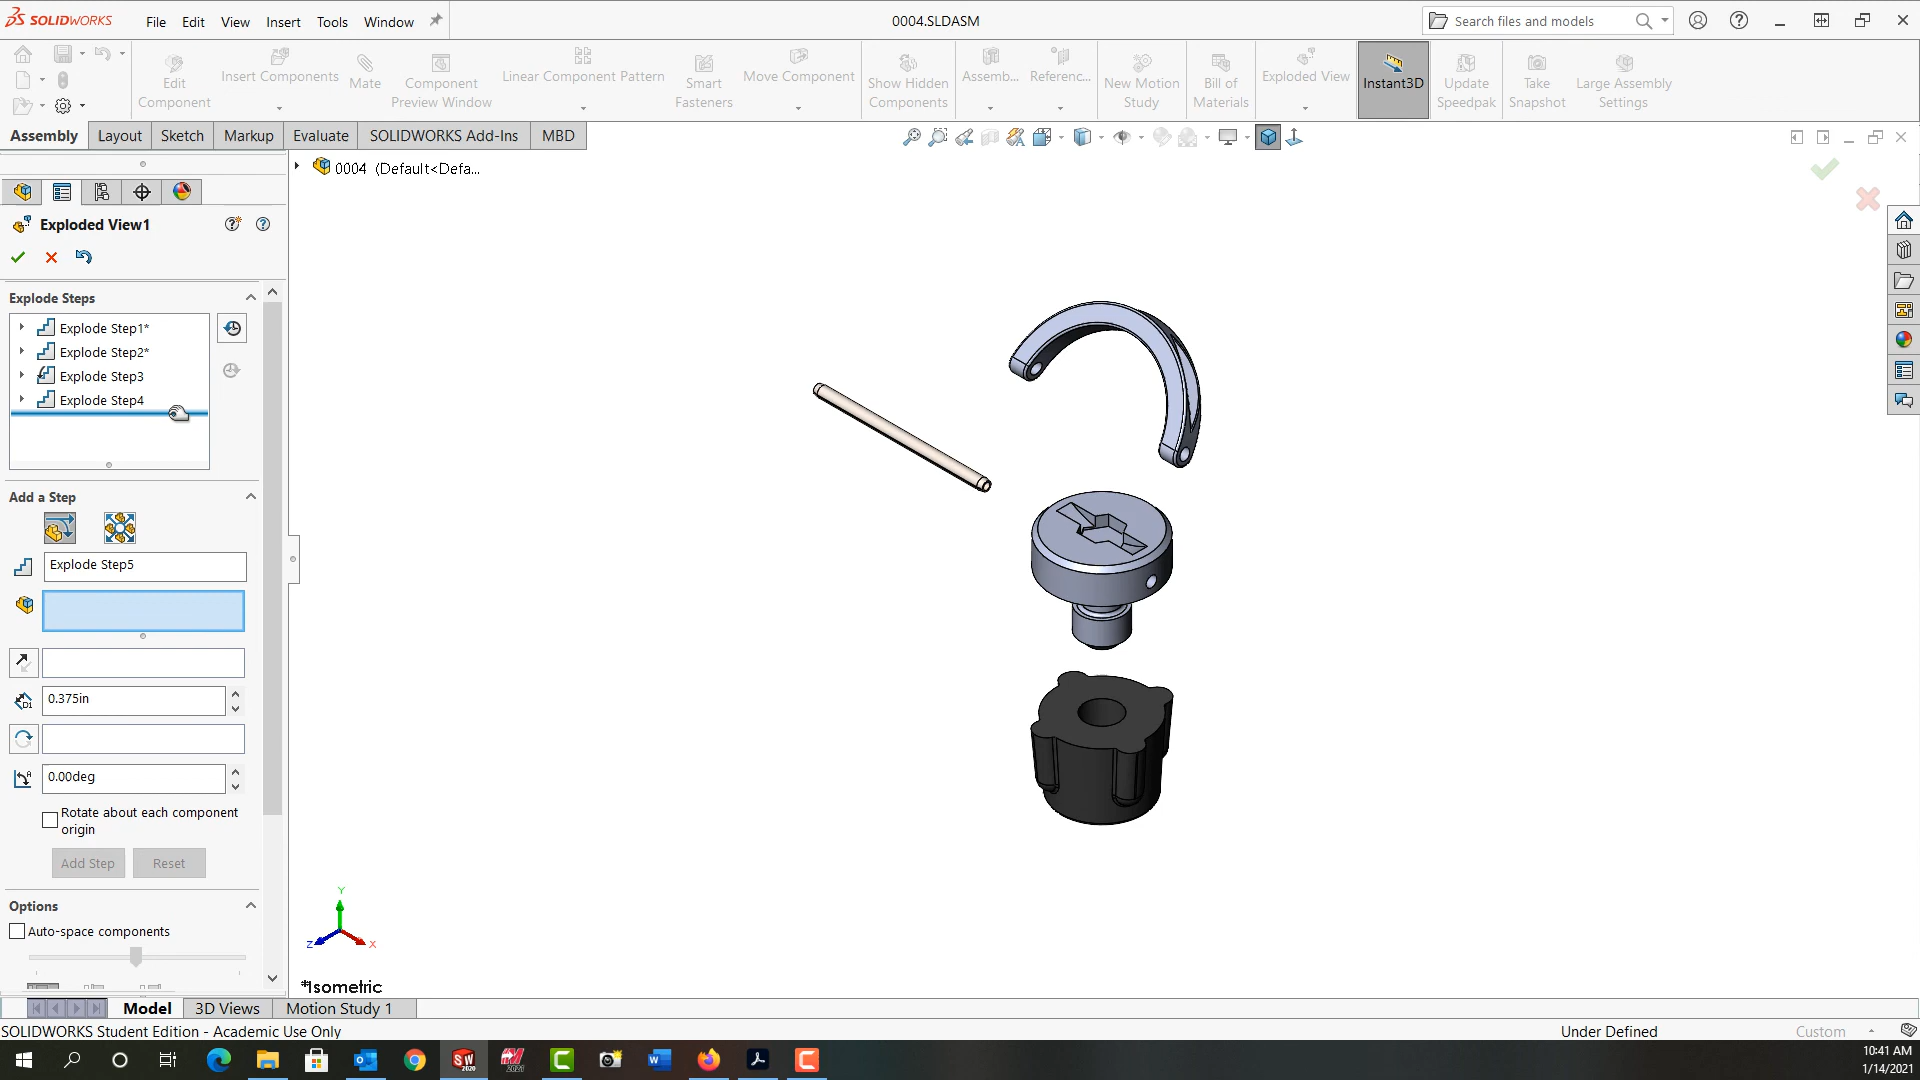 SOLIDWORKS File Edit View Insert Tools Window 0004.SLDASM Search files and models
Edit Component
Insert Components
Mate
Component Preview Window
Linear Component Pattern
Smart Fasteners
Move Component
Show Hidden Components
Assemb...
Referenc...
New Motion Study
Bill of Materials
Exploded View
Instant3D
Update Speedpak
Take Snapshot
Large Assembly Settings
Assembly Layout Sketch Markup Evaluate SOLIDWORKS Add-Ins MBD
0004 (Default<Defa...
Exploded View1
Explode Steps
Explode Step1*
Explode Step2*
Explode Step3
Explode Step4
Add a Step
Explode Step5
0.375in
0.00deg
Rotate about each component
origin
Add Step Reset
Options
Auto-space components
Y
Z X
*Isometric
Model 3D Views Motion Study 1
SOLIDWORKS Student Edition - Academic Use Only Under Defined Custom
10:41 AM
1/14/2021